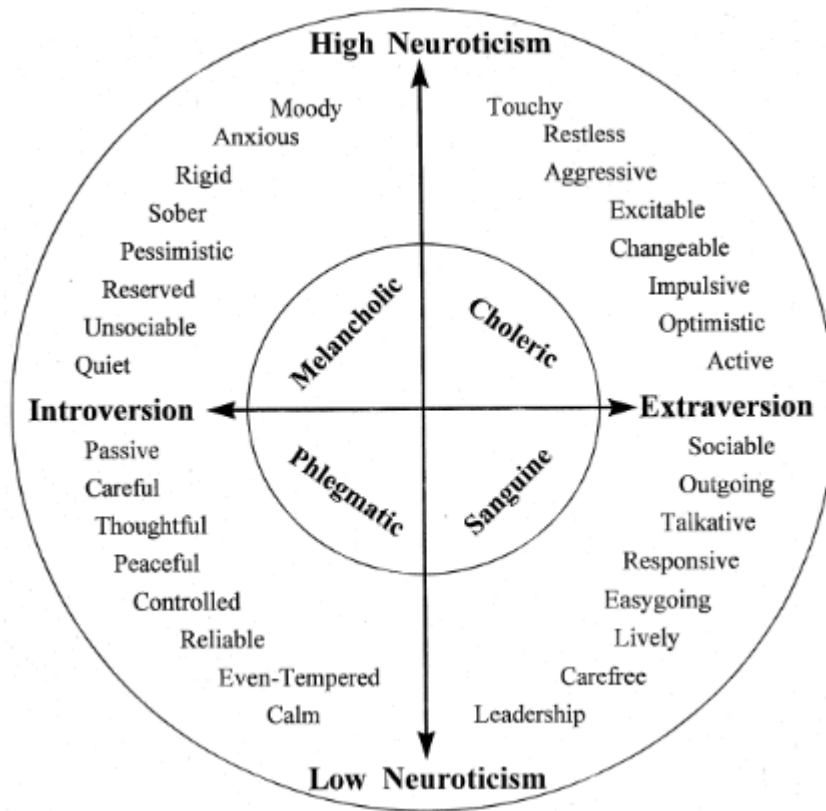 High Neuroticism
Moody
Anxious
Rigid
Sober
Pessimistic
Reserved
Unsociable
Quiet
Touchy
Restless
Aggressive
Excitable
Changeable
Impulsive
Optimistic
Active
Melancholic
Choleric
Introversion
Extraversion
Phlegmatic
Sanguine
Passive
Careful
Thoughtful
Peaceful
Controlled
Reliable
Even-Tempered
Calm
Sociable
Outgoing
Talkative
Responsive
Easygoing
Lively
Carefree
Leadership
Low Neuroticism